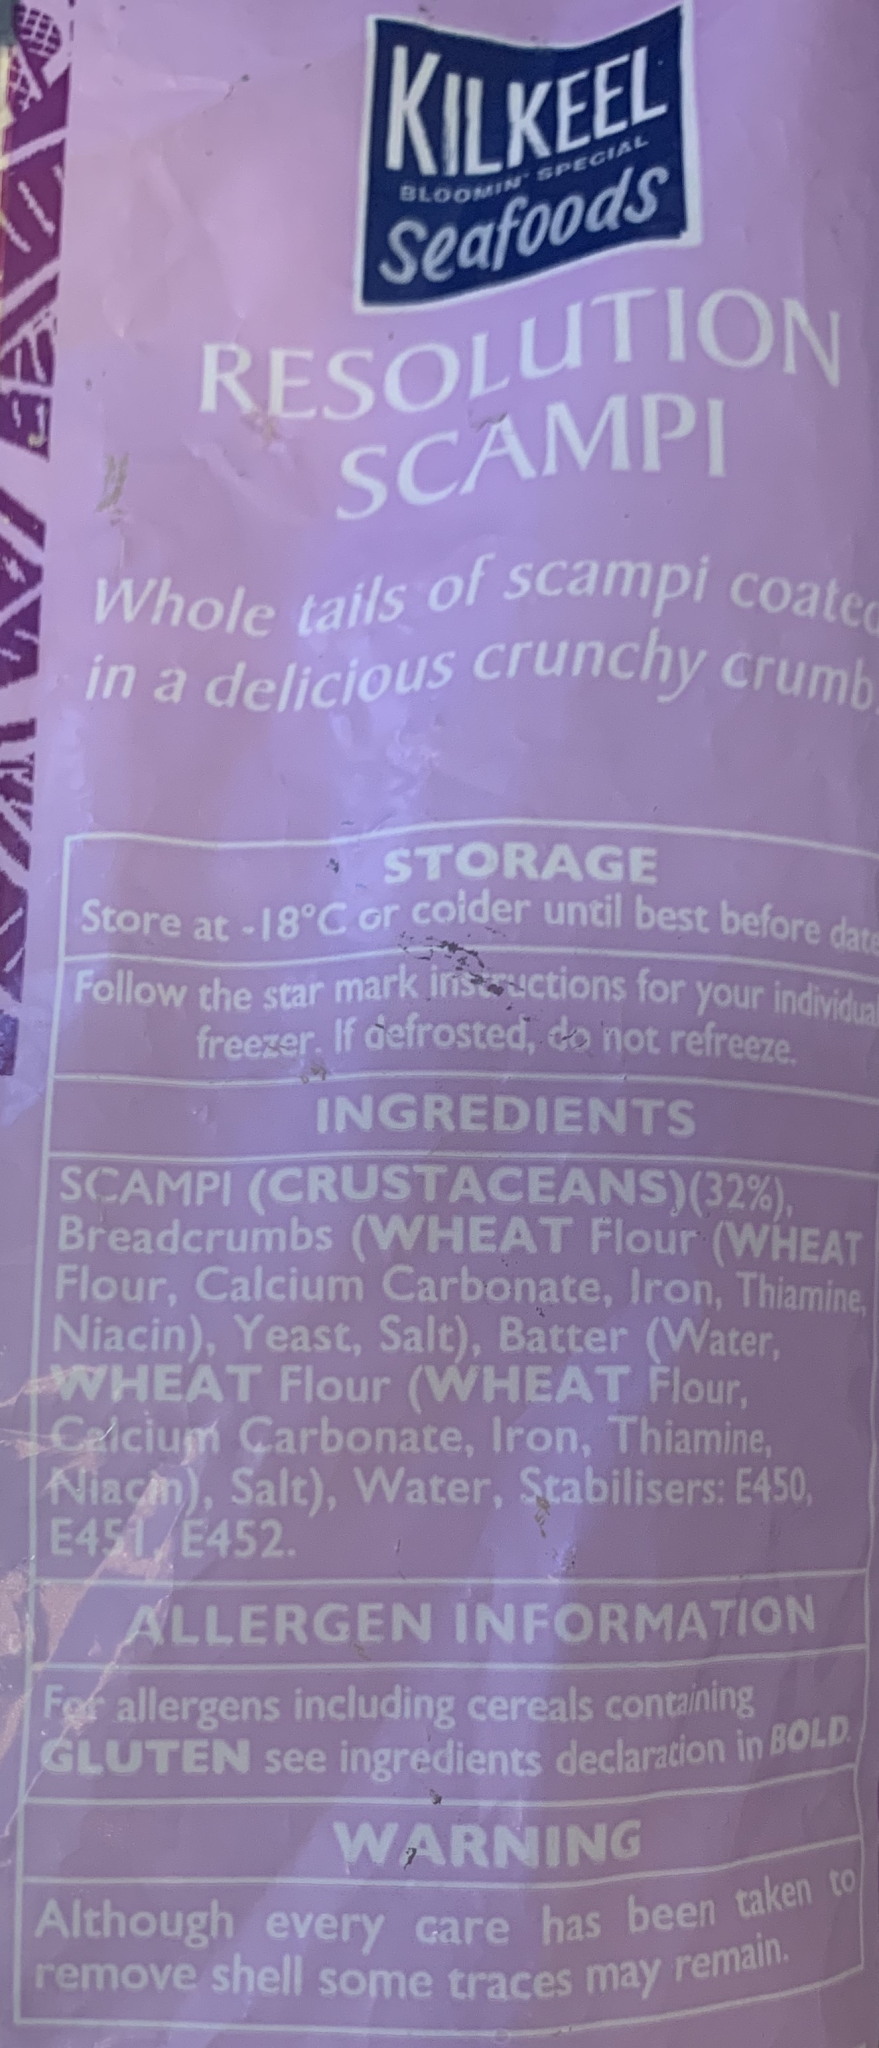 KILKEEL
BLOOMIN' SPECIAL
Seafoods
RESOLUTION
SCAMPI
Whole tails of scampi coated
in a delicious crunchy crumb.
STORAGE
Store at -18°C or colder until best before date
Follow the star mark instructions for your individual
freezer. If defrosted, do not refreeze.
INGREDIENTS
SCAMPI (CRUSTACEANS)(32%),
Breadcrumbs (WHEAT Flour (WHEAT
Flour, Calcium Carbonate, Iron, Thiamine,
Niacin), Yeast, Salt), Batter (Water,
WHEAT Flour (WHEAT Flour,
Calcium Carbonate, Iron, Thiamine,
Niacin), Salt), Water, Stabilisers: E450,
E451, E452.
ALLERGEN INFORMATION
For allergens including cereals containing
GLUTEN see ingredients declaration in BOLD.
WARNING
Although every care has been taken to
remove shell some traces may remain.